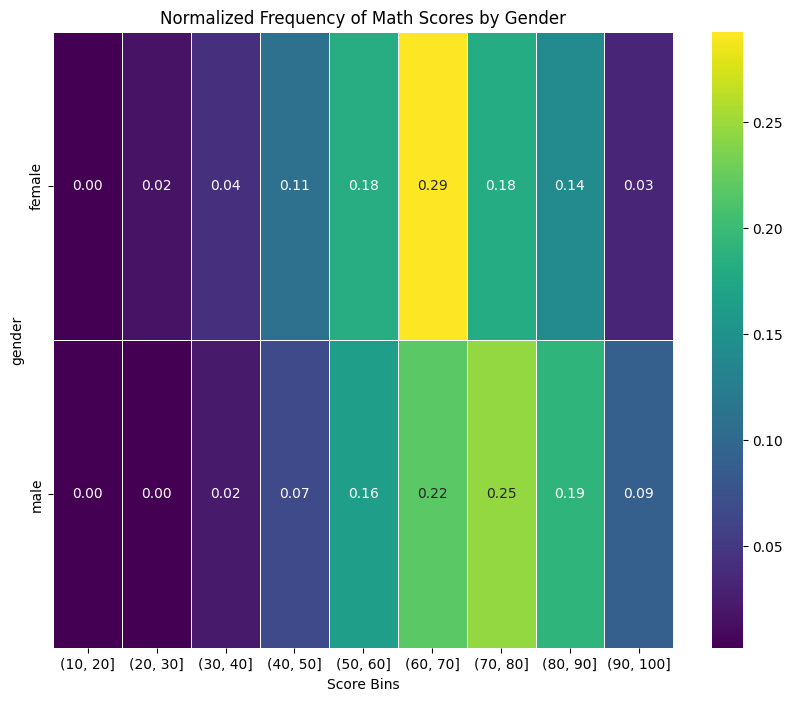 Normalized Frequency of Math Scores by Gender
female
0.00 0.02 0.04 0.11 0.18 0.29 0.18 0.14 0.03
gender
male
0.00 0.00 0.02 0.07 0.16 0.22 0.25 0.19 0.09
(10, 20] (20, 30] (30, 40] (40, 50] (50, 60] (60, 70] (70, 80] (80, 90] (90, 100]
Score Bins
0.25
0.20
0.15
0.10
0.05